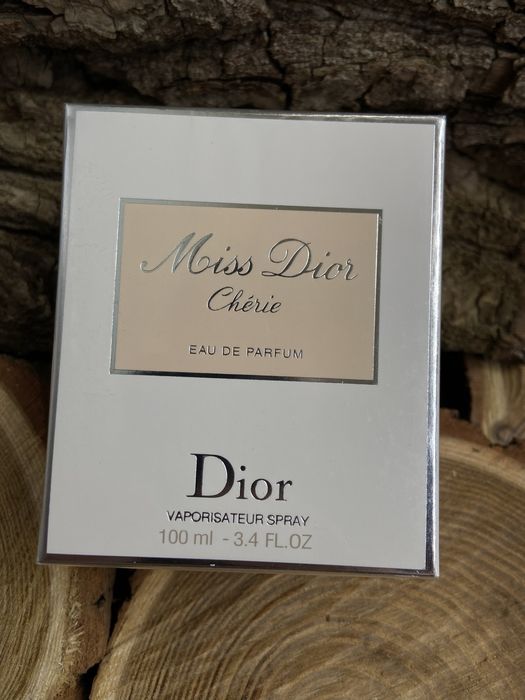 Miss Dior
Chérie
EAU DE PARFUM
Dior
VAPORISATEUR SPRAY
100 ml - 3.4 FL.OZ